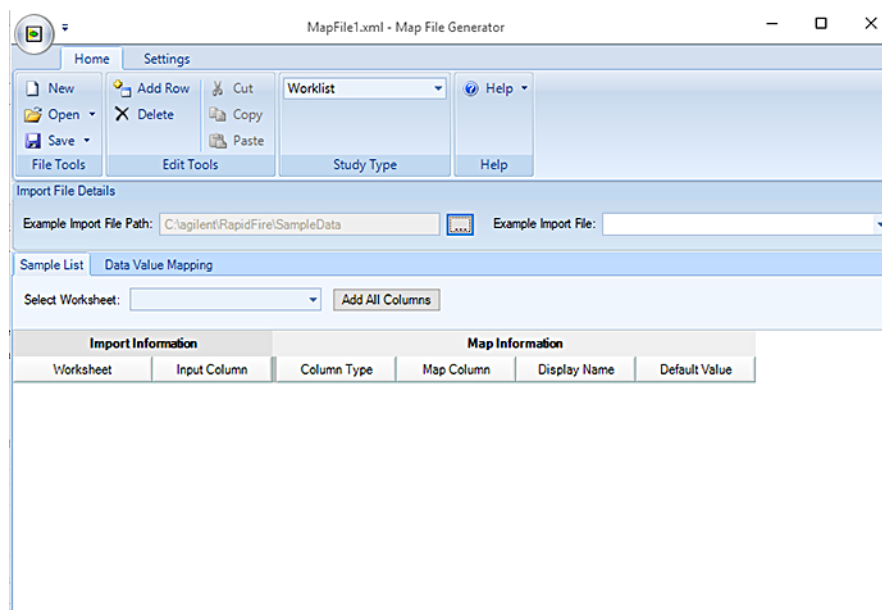 MapFile1.xml - Map File Generator
Home Settings
New Add Row Cut Worklist Help
Open Delete Copy
Save Paste
File Tools Edit Tools Study Type Help
Import File Details
Example Import File Path: C:\agilent\RapidFire\SampleData ... Example Import File:
Sample List Data Value Mapping
Select Worksheet: Add All Columns
Import Information Map Information
Worksheet Input Column Column Type Map Column Display Name Default Value